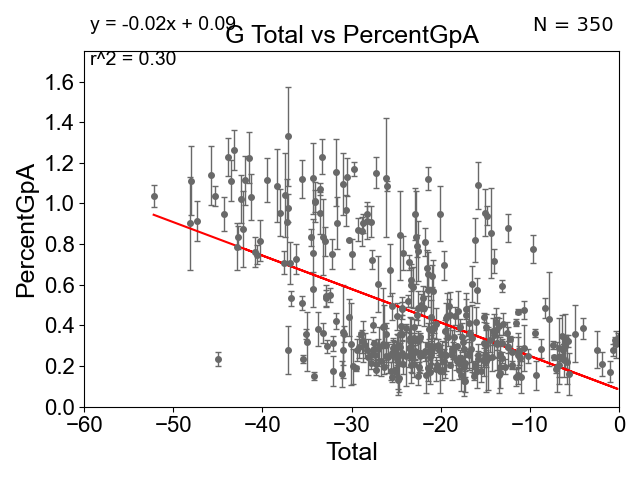 y = -0.02x + 0.09
G Total vs PercentGpA
N = 350
r^2 = 0.30
PercentGpA
1.6
1.4
1.2
1.0
0.8
0.6
0.4
0.2
0.0
−60 −50 −40 −30 −20 −10 0
Total